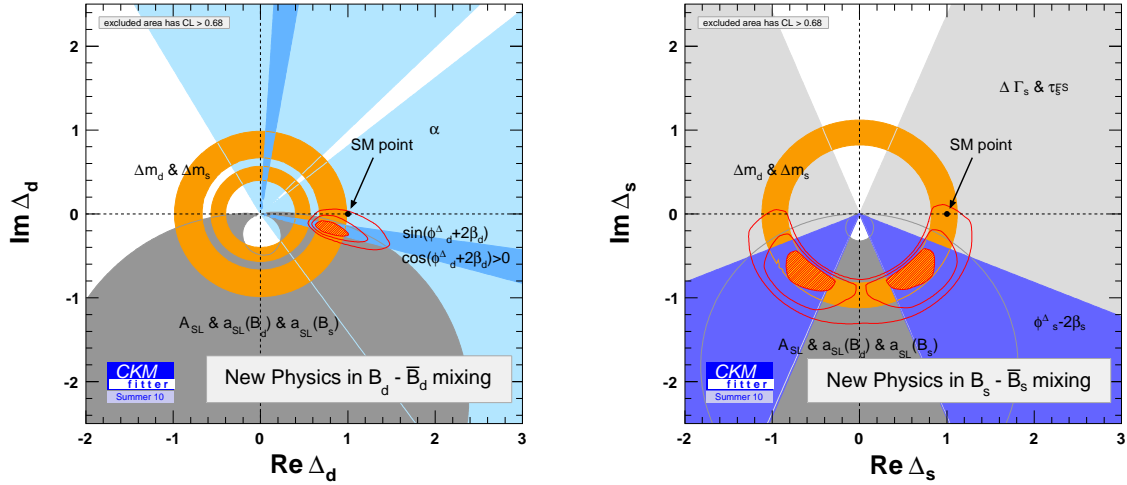 excluded area has CL > 0.68
2
1
0
-1
-2
-2
-1
0
1
2
3
Im Δd
Re Δd
α
SM point
Δmd & Δms
sin(φΔd+2βd)
cos(φΔd+2βd)>0
ASL & aSL(Bd) & aSL(Bs)
CKM
fitter
Summer 10
New Physics in Bd - B̅d mixing
excluded area has CL > 0.68
2
1
0
-1
-2
-2
-1
0
1
2
3
Im Δs
Re Δs
Δ Γs & τsFS
SM point
Δmd & Δms
φΔs-2βs
ASL & aSL(Bd) & aSL(Bs)
CKM
fitter
Summer 10
New Physics in Bs - B̅s mixing